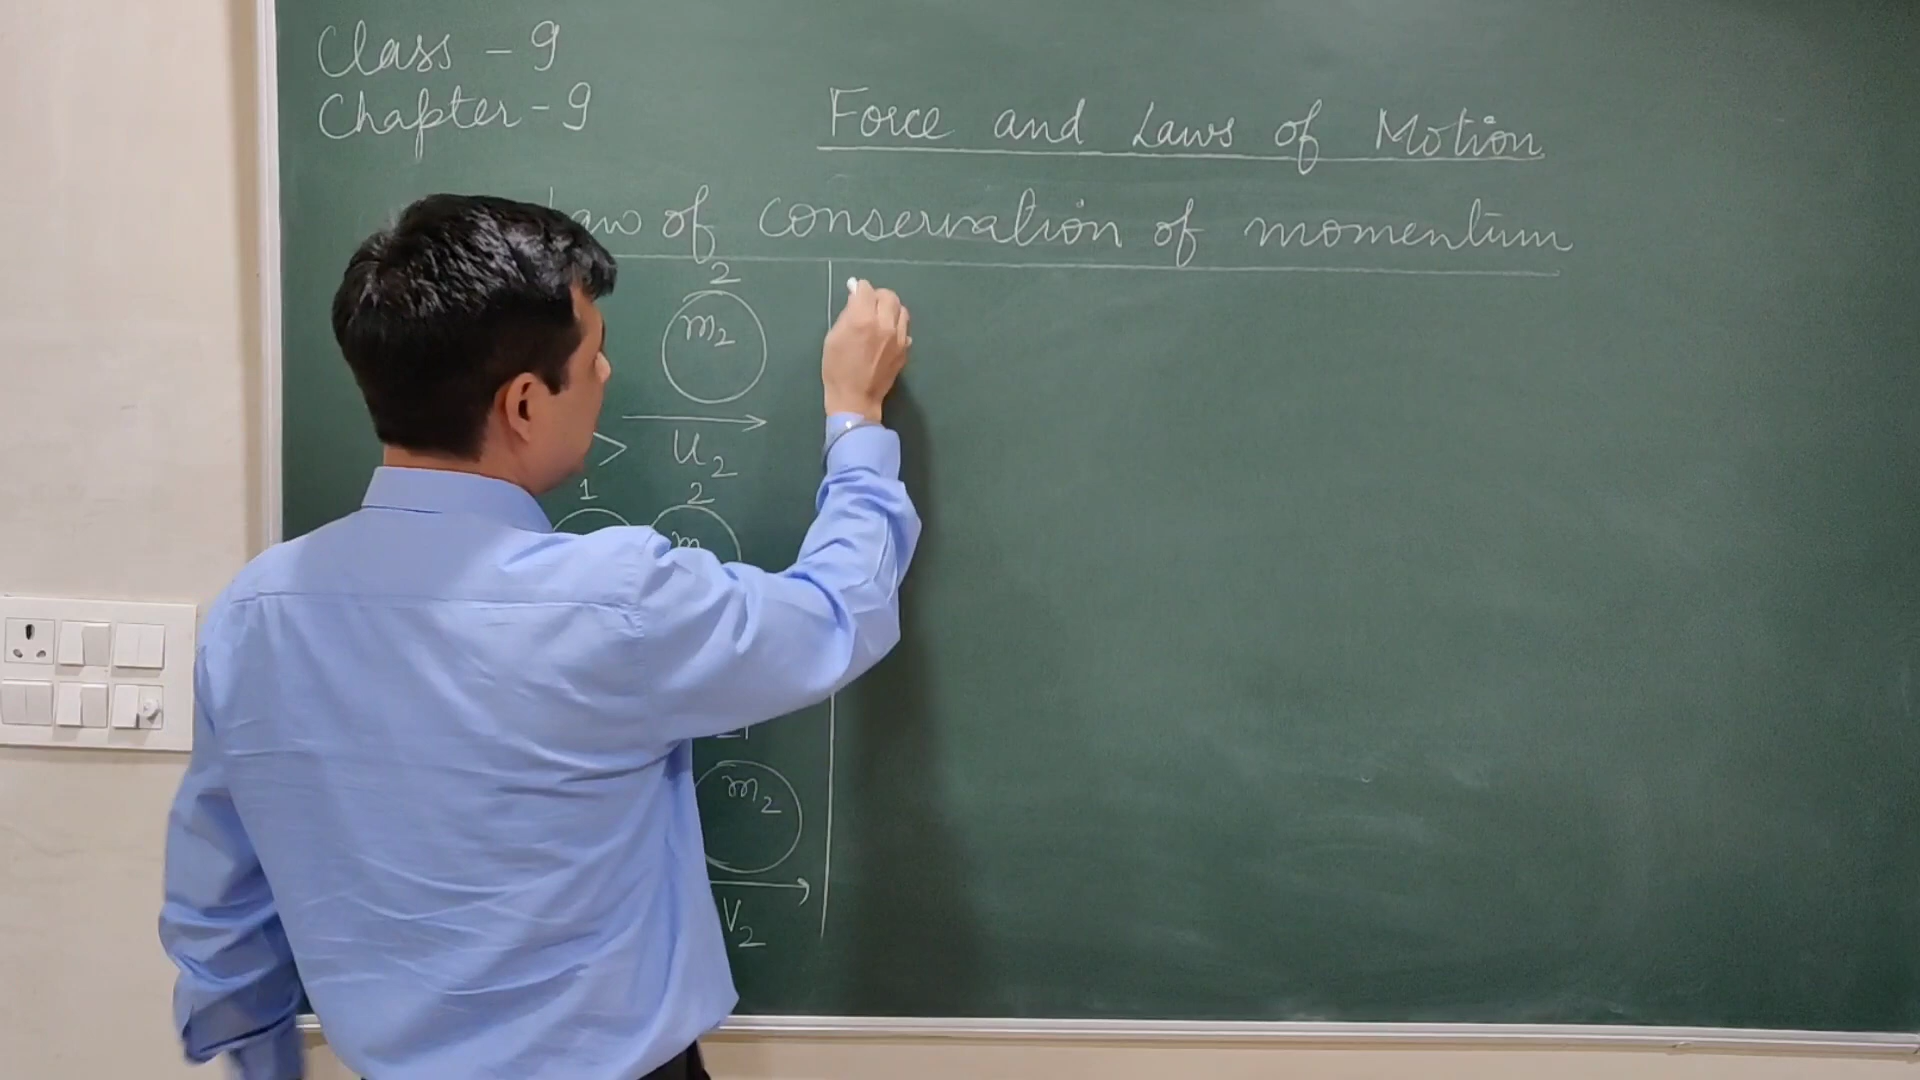 Class - 9
Chapter - 9
Force and Laws of Motion
Law of conservation of momentum
2
m2
> u2
1 2
m
m2
V2